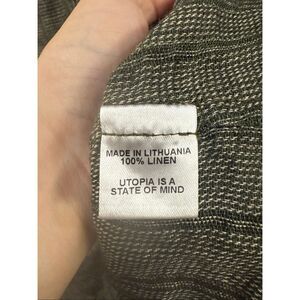 MADE IN LITHUANIA
100% LINEN
UTOPIA IS A
STATE OF MIND